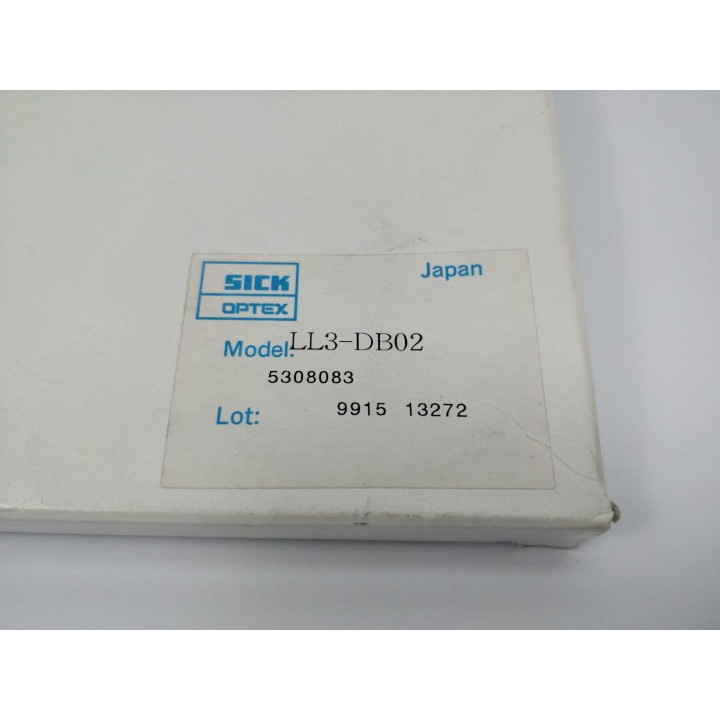 SICK
OPTEX
Japan
Model: LL3-DB02
5308083
Lot: 9915 13272